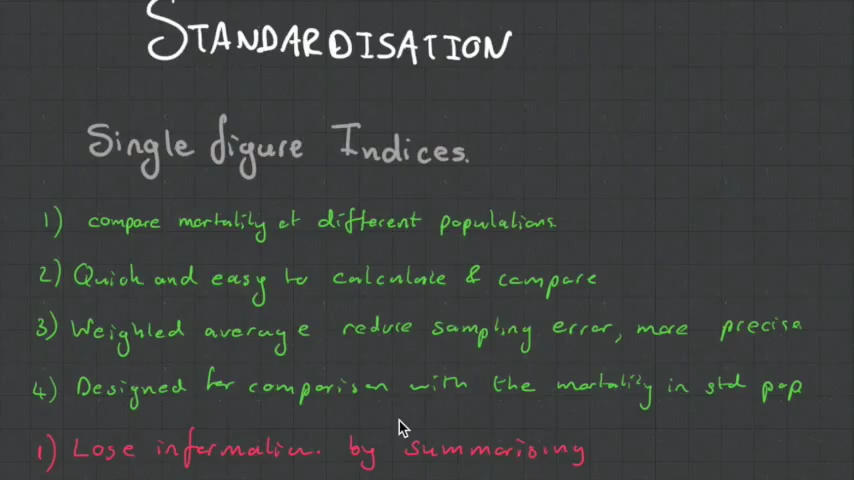 STANDARDISATION
Single figure Indices.
1) compare mortality of different populations.
2) Quick and easy to calculate & compare
3) Weighted average reduce sampling error, more precise
4) Designed for comparison with the mortality in std pop
1) Lose information. by summarising